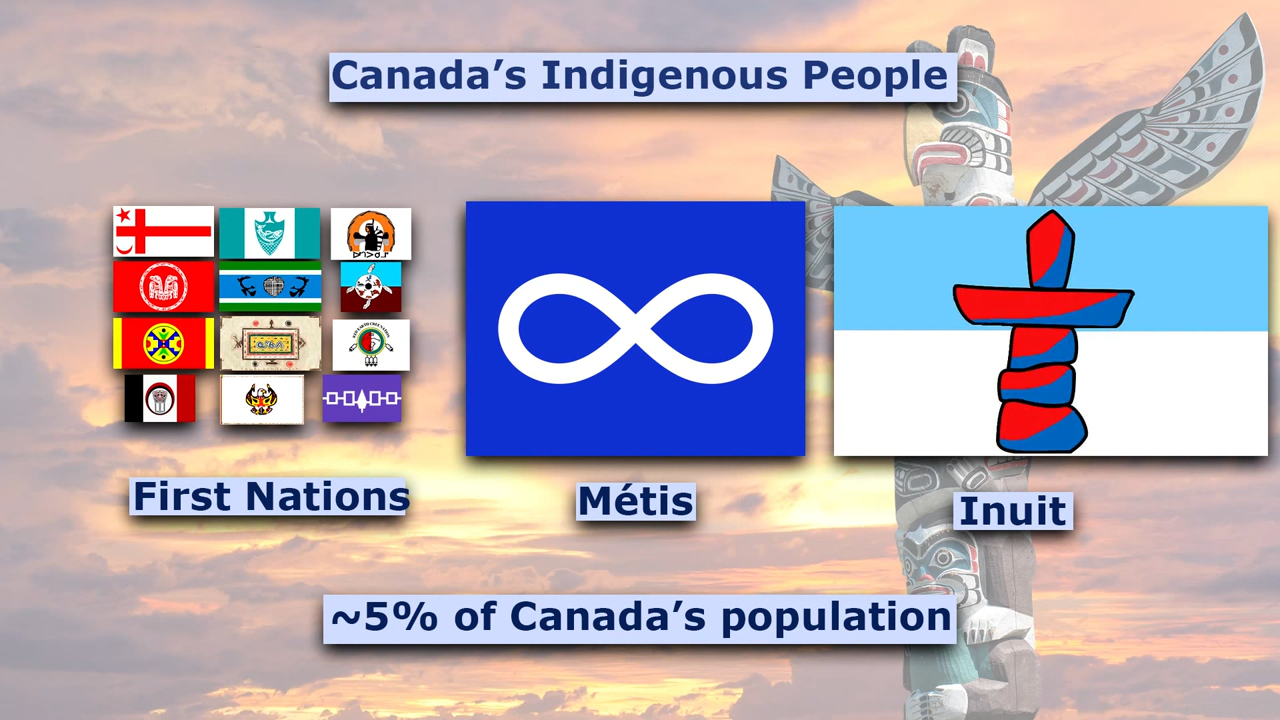 Canada’s Indigenous People
First Nations
Métis
Inuit
~5% of Canada’s population